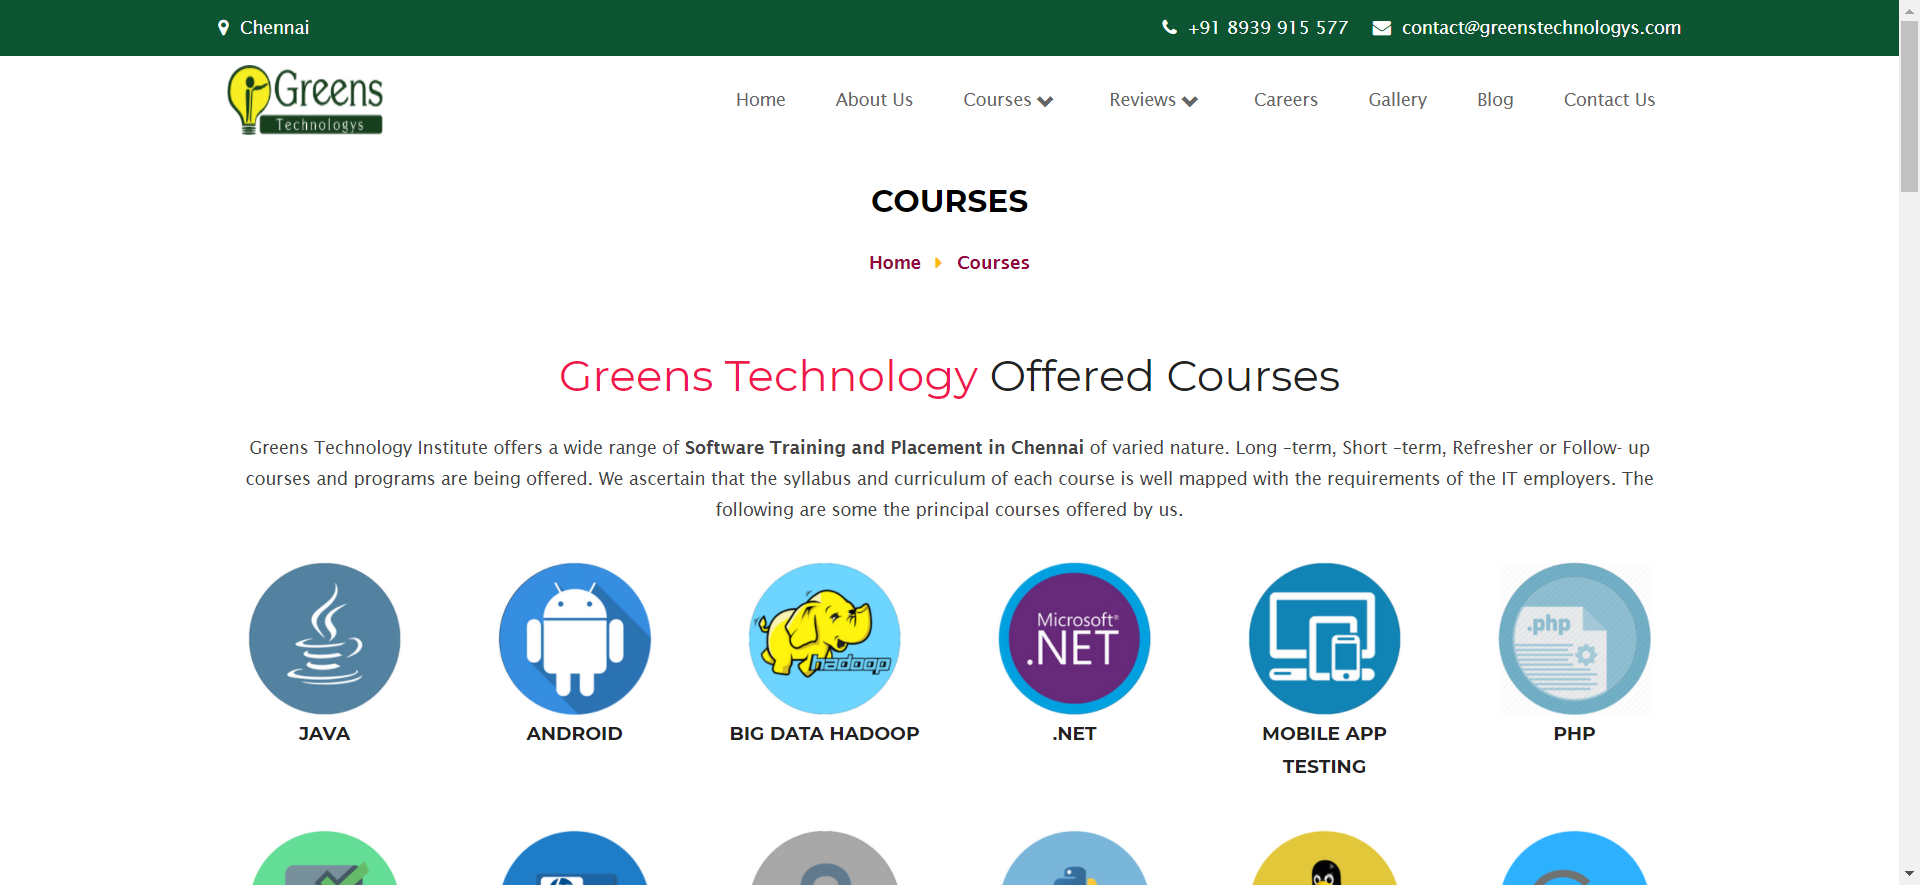 Chennai
+91 8939 915 577
contact@greenstechnologys.com
Greens
Technologys
Home
About Us
Courses
Reviews
Careers
Gallery
Blog
Contact Us
COURSES
Home
Courses
Greens Technology Offered Courses
Greens Technology Institute offers a wide range of Software Training and Placement in Chennai of varied nature. Long –term, Short –term, Refresher or Follow- up
courses and programs are being offered. We ascertain that the syllabus and curriculum of each course is well mapped with the requirements of the IT employers. The
following are some the principal courses offered by us.
hadoop
Microsoft®
.NET
.php
JAVA
ANDROID
BIG DATA HADOOP
.NET
MOBILE APP
TESTING
PHP
hp